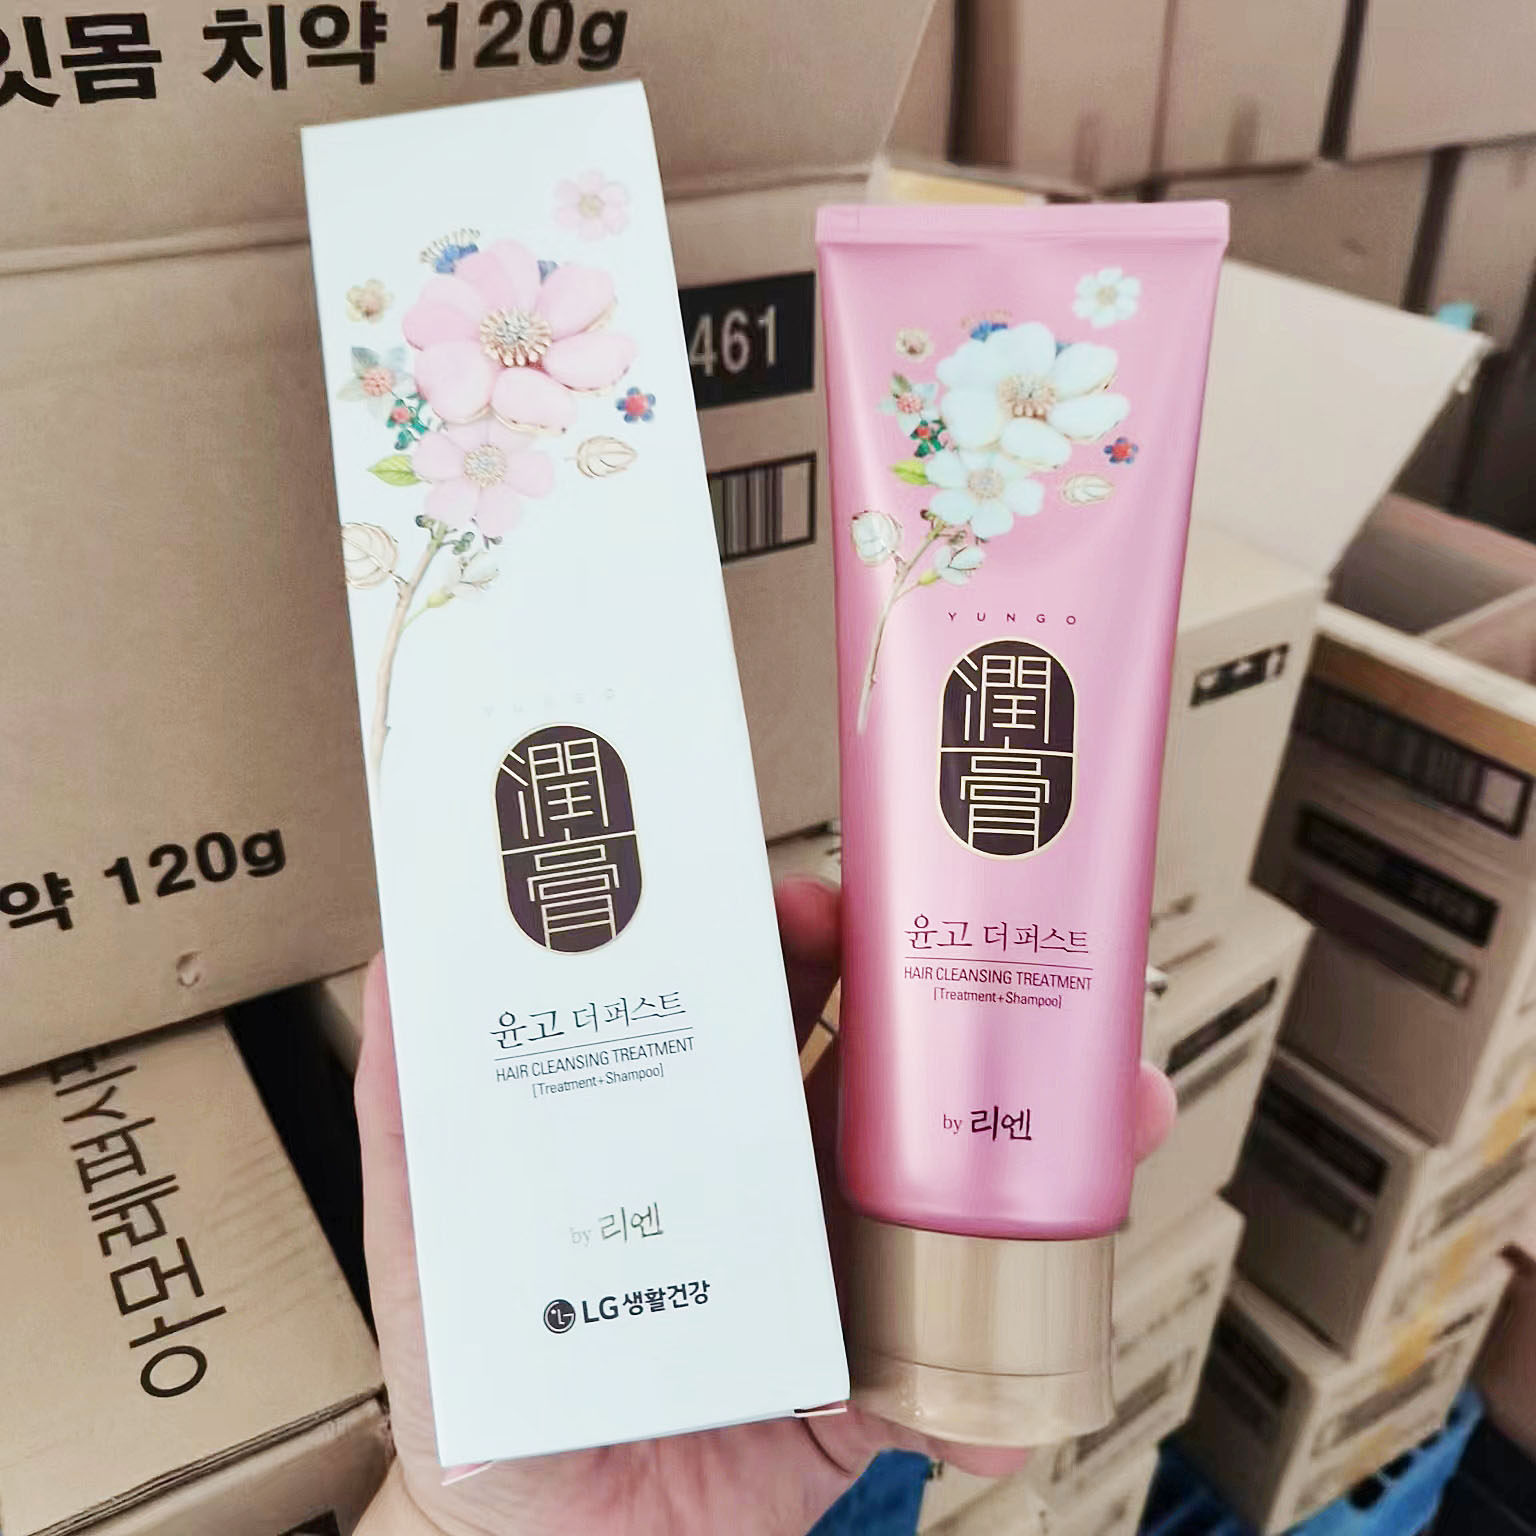 잇몸 치약 120g
461
약 120g
YUNGO
潤膏
윤고 더퍼스트
HAIR CLEANSING TREATMENT
[Treatment+Shampoo]
by 리엔
LG생활건강
YUNGO
潤膏
윤고 더퍼스트
HAIR CLEANSING TREATMENT
[Treatment+Shampoo]
by 리엔